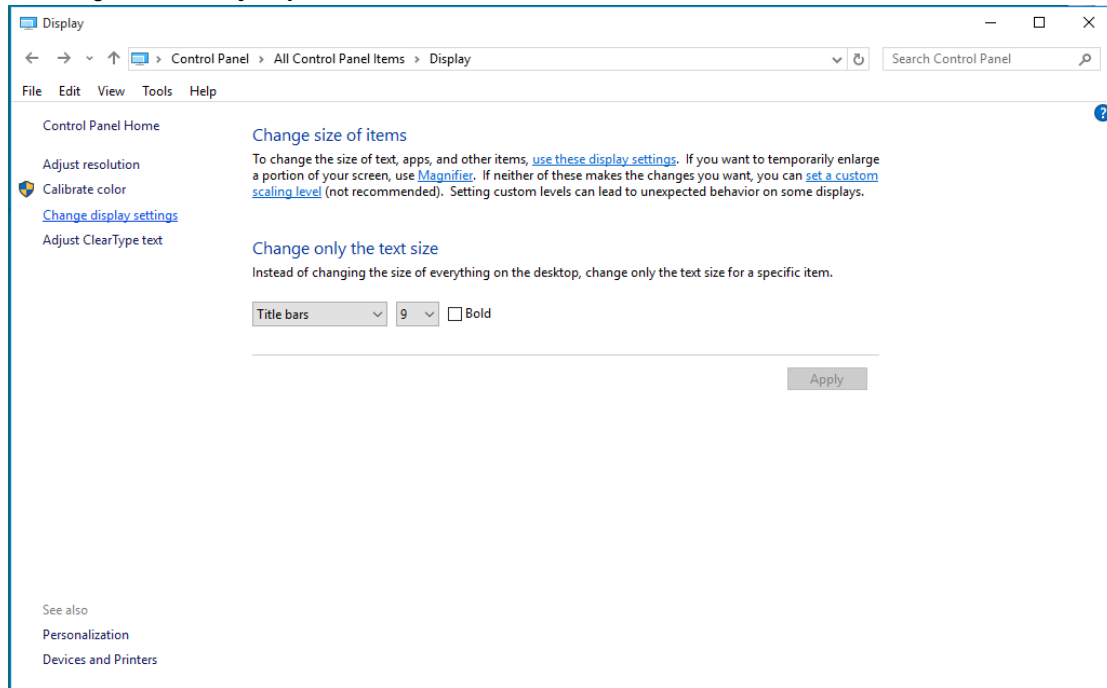 Display
Control Panel > All Control Panel Items > Display
Search Control Panel
File Edit View Tools Help
?
Control Panel Home
Adjust resolution
Calibrate color
Change display settings
Adjust ClearType text
Change size of items
To change the size of text, apps, and other items, use these display settings. If you want to temporarily enlarge
a portion of your screen, use Magnifier. If neither of these makes the changes you want, you can set a custom
scaling level (not recommended). Setting custom levels can lead to unexpected behavior on some displays.
Change only the text size
Instead of changing the size of everything on the desktop, change only the text size for a specific item.
Title bars 9 Bold
Apply
See also
Personalization
Devices and Printers